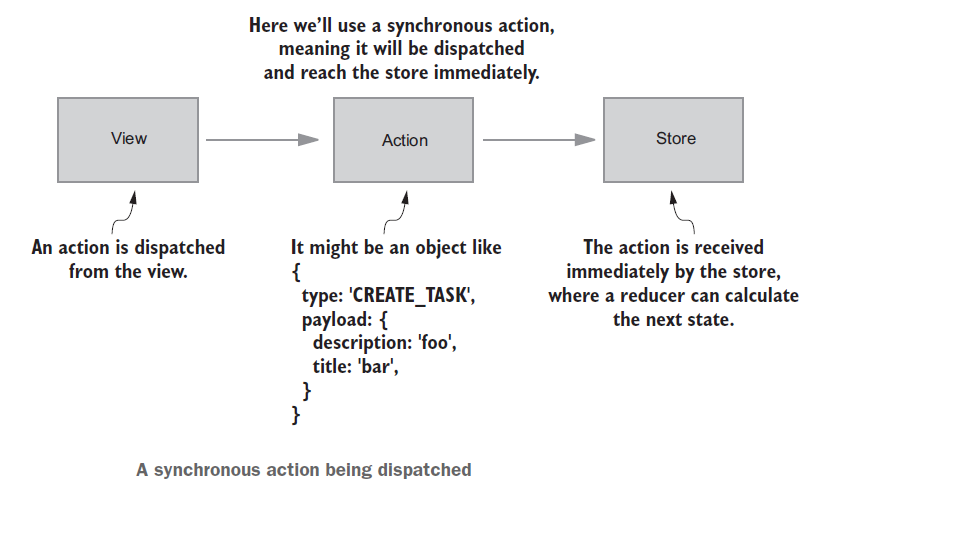 Here we'll use a synchronous action,
meaning it will be dispatched
and reach the store immediately.
View
Action
Store
An action is dispatched
from the view.
It might be an object like
{
type: 'CREATE_TASK',
payload: {
description: 'foo',
title: 'bar',
}
}
The action is received
immediately by the store,
where a reducer can calculate
the next state.
A synchronous action being dispatched